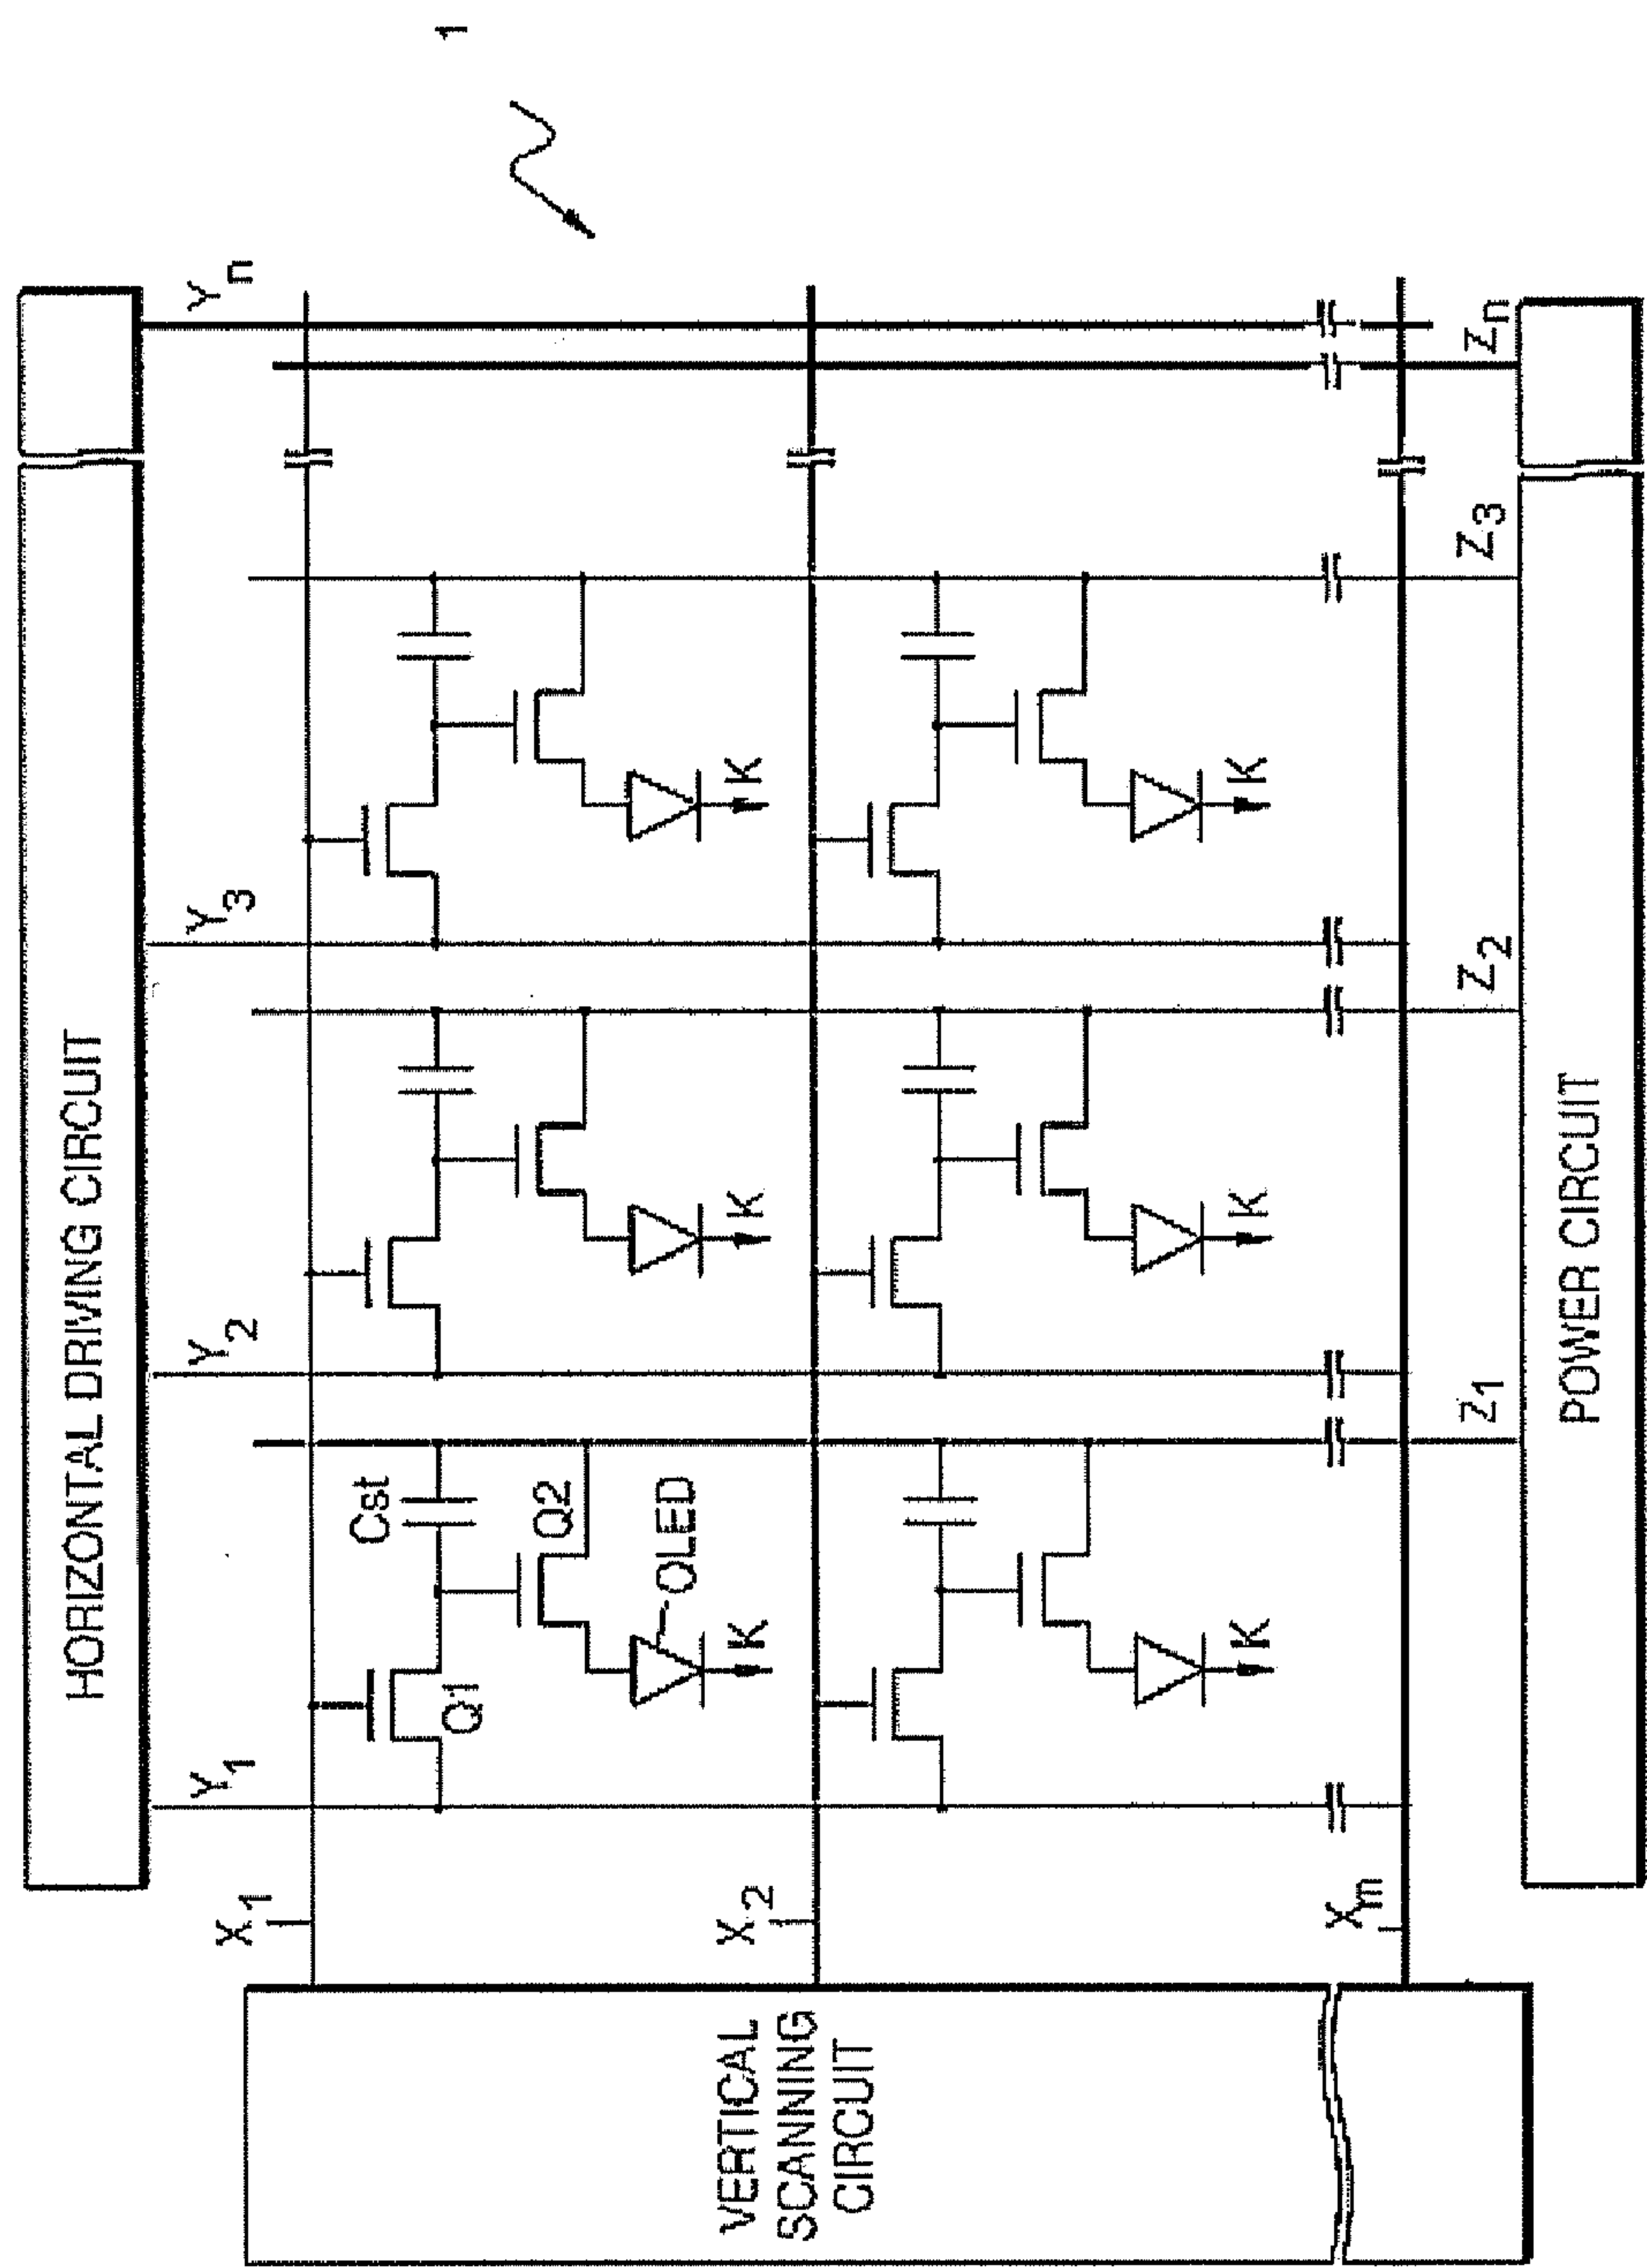 1
HORIZONTAL DRIVING CIRCUIT
Y1
Y2
Y3
Yn
X1
Cst
Q1
Q2
OLED
K
K
K
VERTICAL
SCANNING
CIRCUIT
X2
K
K
K
Xm
Z1
Z2
Z3
Zn
POWER CIRCUIT